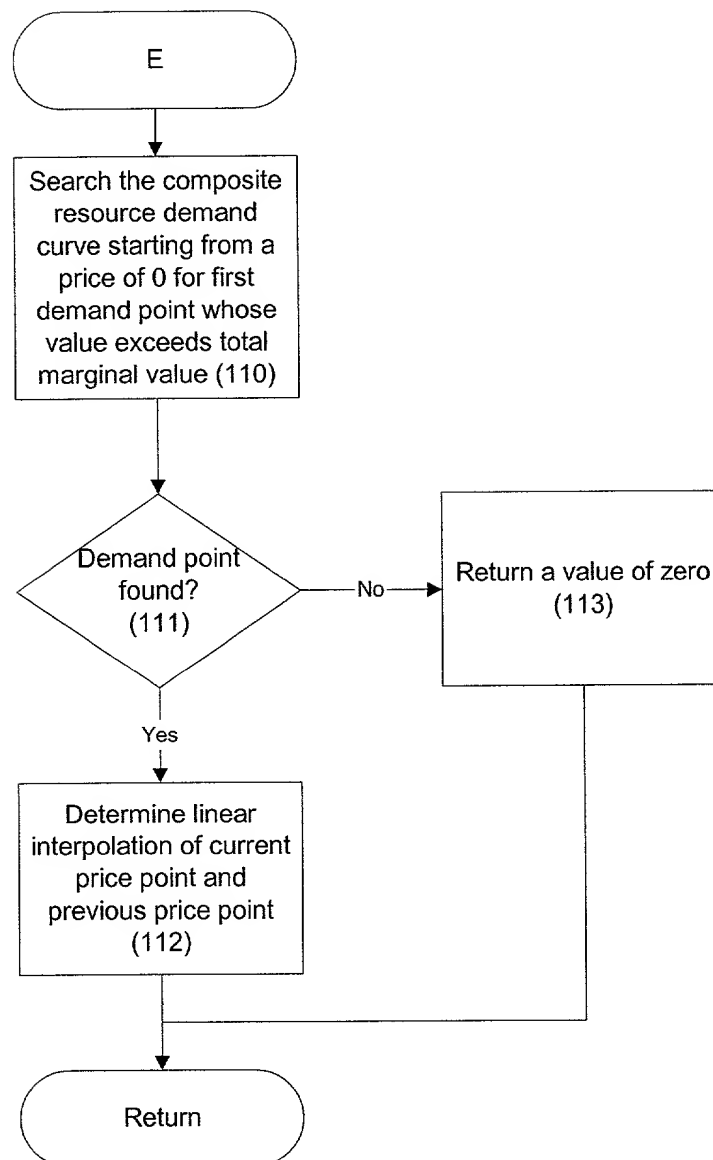 E
Search the composite
resource demand
curve starting from a
price of 0 for first
demand point whose
value exceeds total
marginal value (110)
Demand point
found?
(111)
No
Return a value of zero
(113)
Yes
Determine linear
interpolation of current
price point and
previous price point
(112)
Return